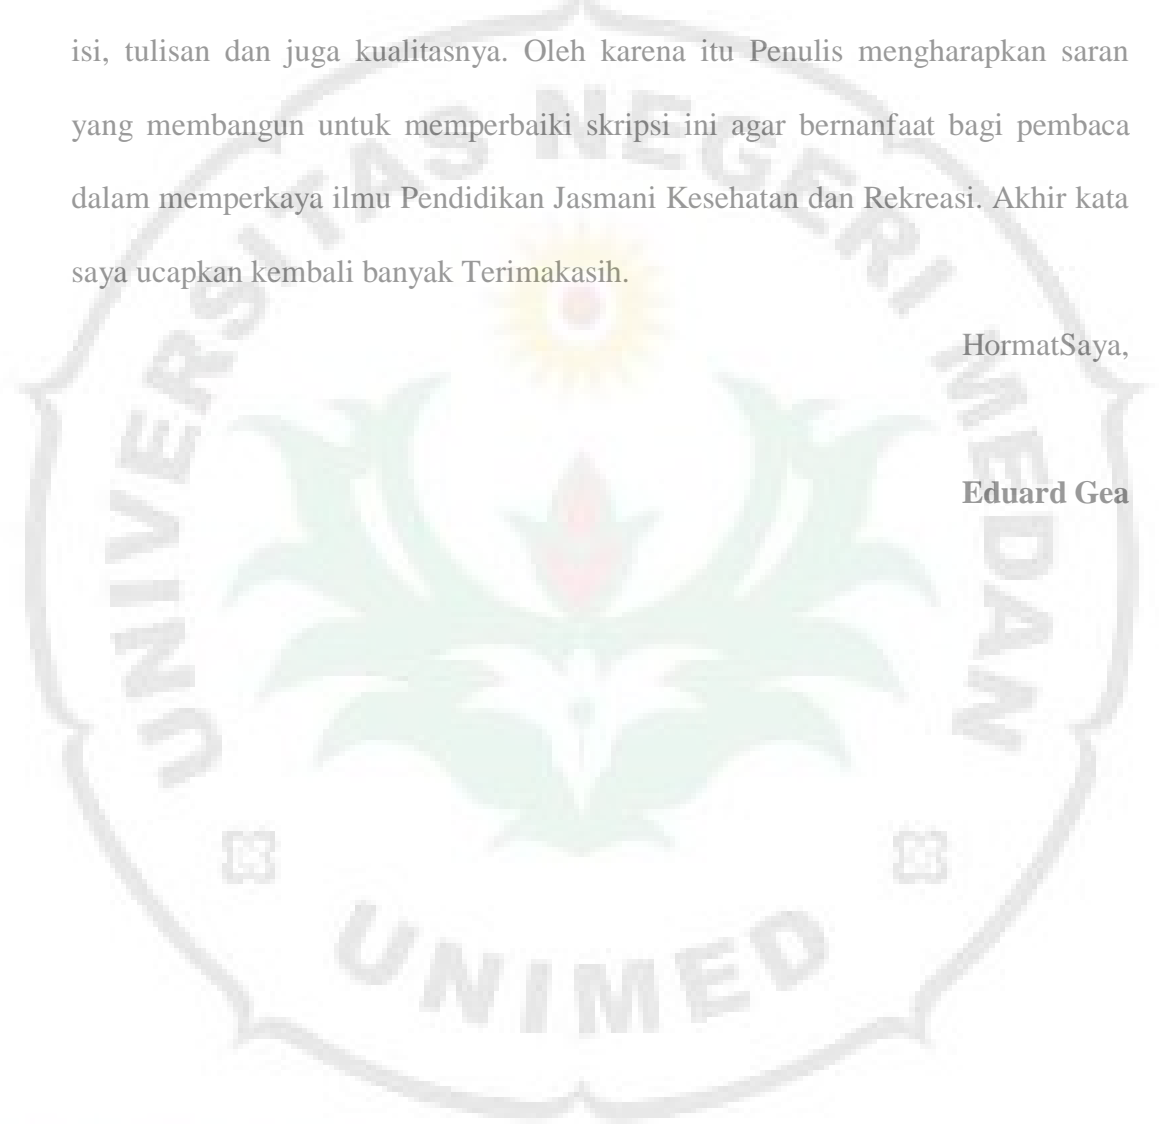 isi, tulisan dan juga kualitasnya. Oleh karena itu Penulis mengharapkan saran
yang membangun untuk memperbaiki skripsi ini agar bernanfaat bagi pembaca
dalam memperkaya ilmu Pendidikan Jasmani Kesehatan dan Rekreasi. Akhir kata
saya ucapkan kembali banyak Terimakasih.
HormatSaya,
Eduard Gea
UNIVERSITAS NEGERI MEDAN
UNIMED